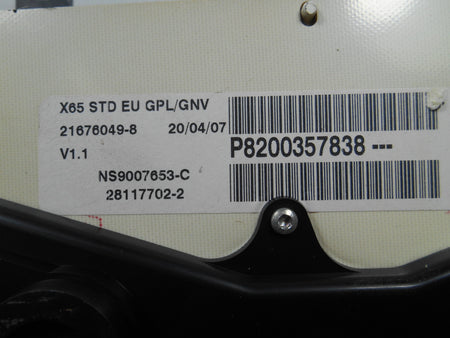 X65 STD EU GPL/GNV
21676049-8 20/04/07
V1.1
P8200357838 ---
NS9007653-C
28117702-2